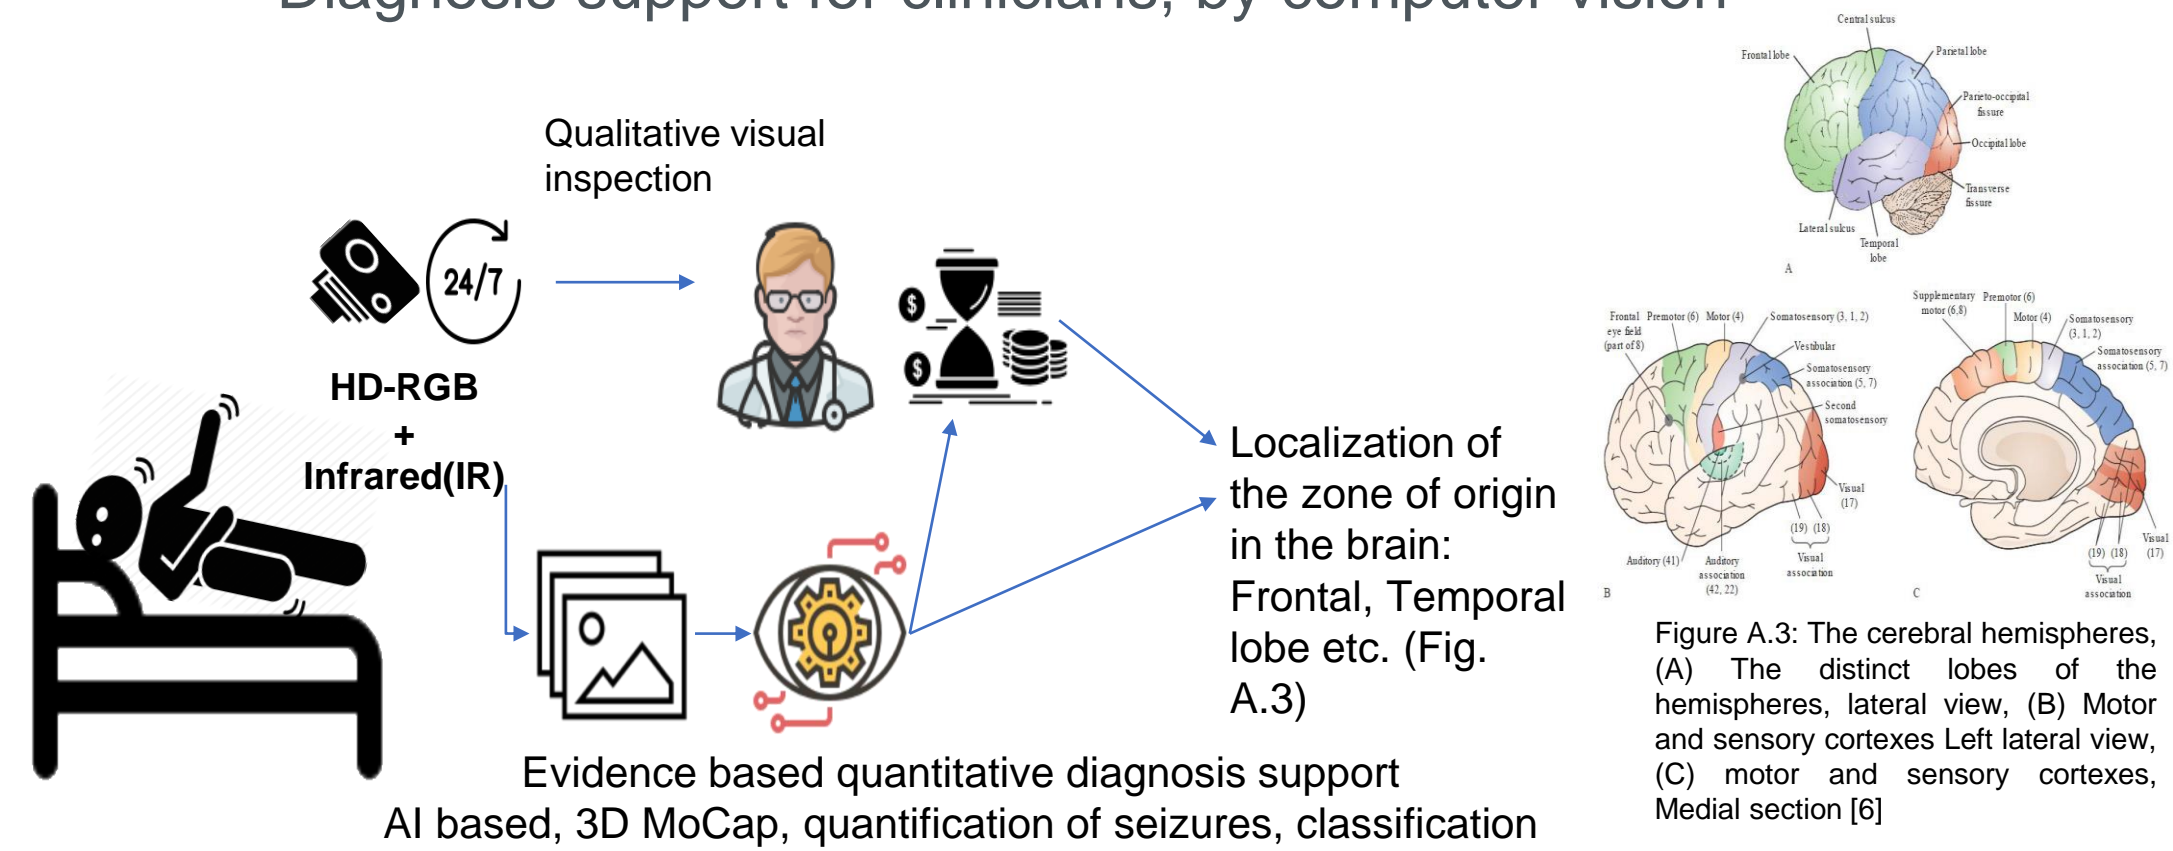 Diagnosis support for clinicians, by computer vision
Qualitative visual
inspection
24/7
HD-RGB
+
Infrared(IR)
$
$
Localization of
the zone of origin
in the brain:
Frontal, Temporal
lobe etc. (Fig.
A.3)
Evidence based quantitative diagnosis support
AI based, 3D MoCap, quantification of seizures, classification
Central sulcus
Frontal lobe
Parietal lobe
Parieto-occipital
fissure
Occipital lobe
Transverse
fissure
Lateral sulcus
Temporal
lobe
A
Frontal
eye field
(part of 8)
Premotor (6)
Motor (4)
Somatosensory (3, 1, 2)
Vestibular
Somatosensory
association (5, 7)
Second
somatosensory
Visual
(17)
(19) (18)
Visual
association
Auditory (41)
Auditory
association
(42, 22)
B
Supplementary
motor (6,8)
Premotor (6)
Motor (4)
Somatosensory
(3, 1, 2)
Somatosensory
association (5, 7)
Visual
(17)
(19) (18)
Visual
association
C
Figure A.3: The cerebral hemispheres,
(A) The distinct lobes of the
hemispheres, lateral view, (B) Motor
and sensory cortexes Left lateral view,
(C) motor and sensory cortexes,
Medial section [6]